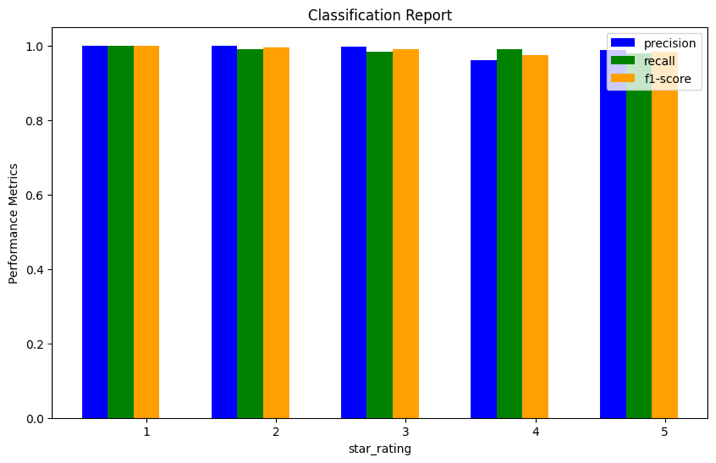 Classification Report
precision
recall
f1-score
Performance Metrics
1.0
0.8
0.6
0.4
0.2
0.0
1 2 3 4 5
star_rating